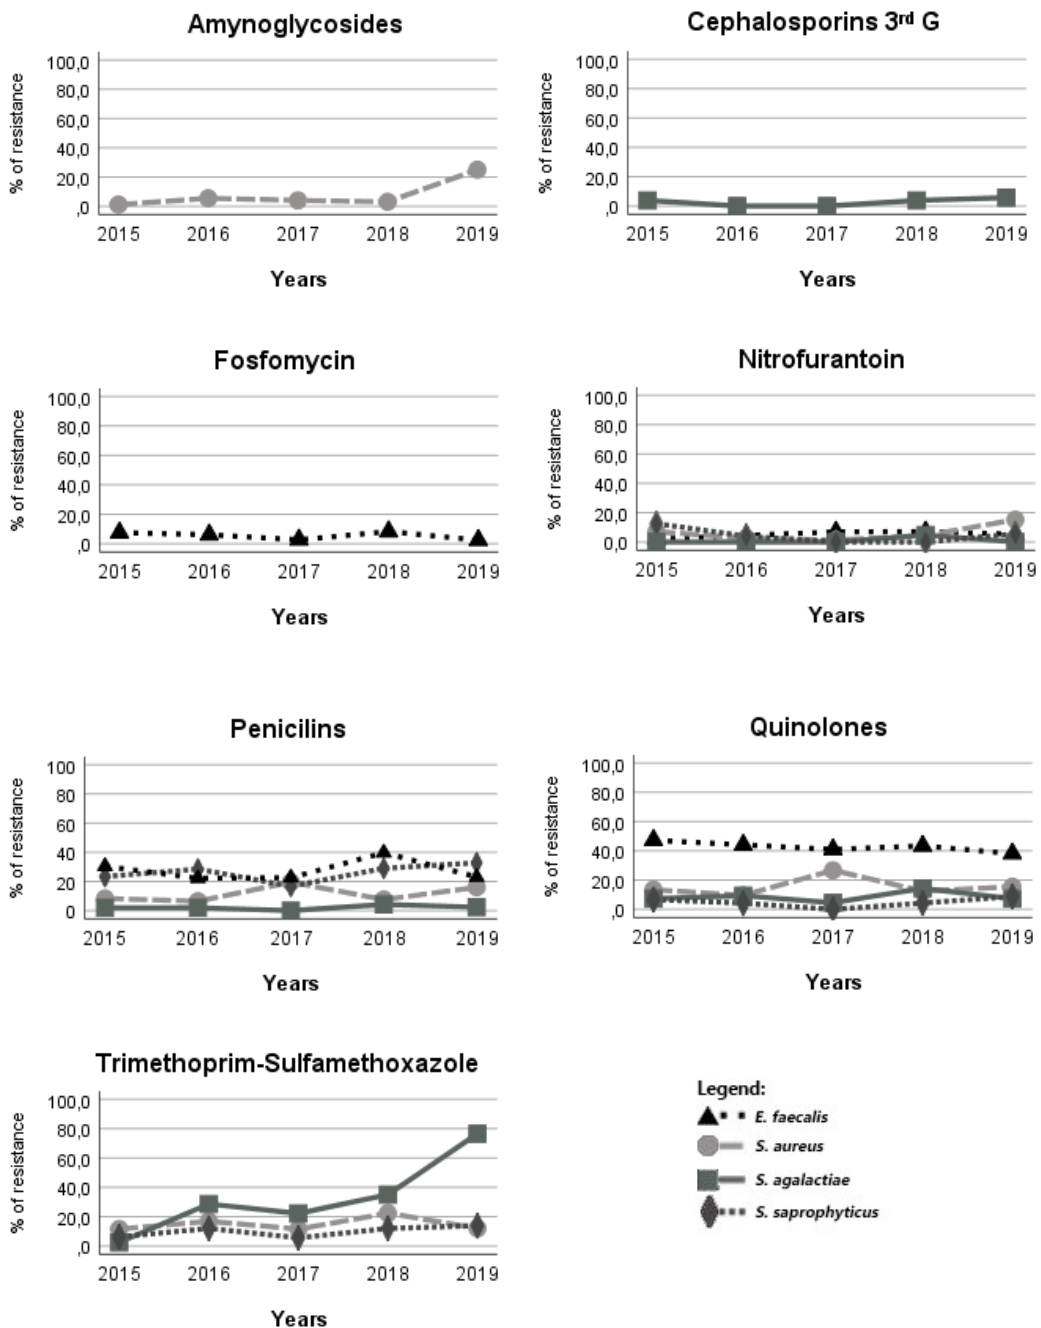 Amynoglycosides
% of resistance
100,0
80,0
60,0
40,0
20,0
,0
2015 2016 2017 2018 2019
Years
Cephalosporins 3rd G
% of resistance
100,0
80,0
60,0
40,0
20,0
,0
2015 2016 2017 2018 2019
Years
Fosfomycin
% of resistance
100,0
80,0
60,0
40,0
20,0
,0
2015 2016 2017 2018 2019
Years
Nitrofurantoin
% of resistance
100,0
80,0
60,0
40,0
20,0
,0
2015 2016 2017 2018 2019
Years
Penicilins
% of resistance
100
80
60
40
20
0
2015 2016 2017 2018 2019
Years
Quinolones
% of resistance
100,0
80,0
60,0
40,0
20,0
,0
2015 2016 2017 2018 2019
Years
Trimethoprim-Sulfamethoxazole
% of resistance
100,0
80,0
60,0
40,0
20,0
,0
2015 2016 2017 2018 2019
Years
Legend:
E. faecalis
S. aureus
S. agalactiae
S. saprophyticus